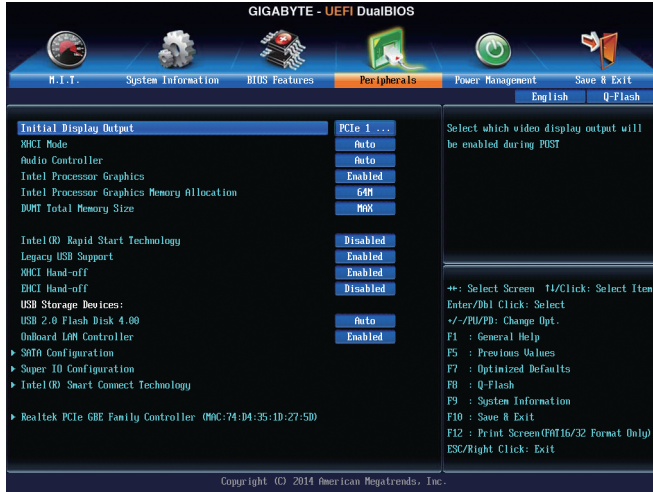 GIGABYTE - UEFI DualBIOS
M.I.T. System Information BIOS Features Peripherals Power Management Save & Exit
English Q-Flash
Initial Display Output PCIe 1 ...
XHCI Mode Auto
Audio Controller Auto
Intel Processor Graphics Enabled
Intel Processor Graphics Memory Allocation 64M
DVMT Total Memory Size MAX
Intel(R) Rapid Start Technology Disabled
Legacy USB Support Enabled
XHCI Hand-off Enabled
EHCI Hand-off Disabled
USB Storage Devices:
USB 2.0 Flash Disk 4.00 Auto
OnBoard LAN Controller Enabled
SATA Configuration
Super IO Configuration
Intel(R) Smart Connect Technology
Realtek PCIe GBE Family Controller (MAC:74:D4:35:1D:27:5D)
Select which video display output will
be enabled during POST
→←: Select Screen ↑↓/Click: Select Item
Enter/Dbl Click: Select
+/-/PU/PD: Change Opt.
F1 : General Help
F5 : Previous Values
F7 : Optimized Defaults
F8 : Q-Flash
F9 : System Information
F10 : Save & Exit
F12 : Print Screen(FAT16/32 Format Only)
ESC/Right Click: Exit
Copyright (C) 2014 American Megatrends, Inc.